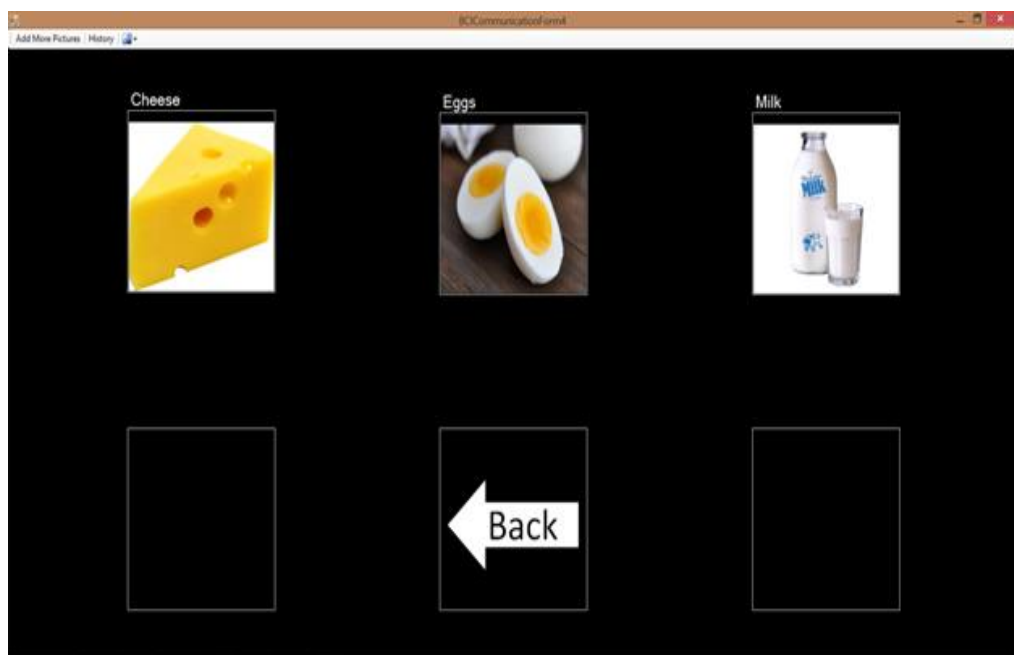 BCICommunicationForm4
Add More Pictures History
Cheese
Eggs
Milk
Milk
Back